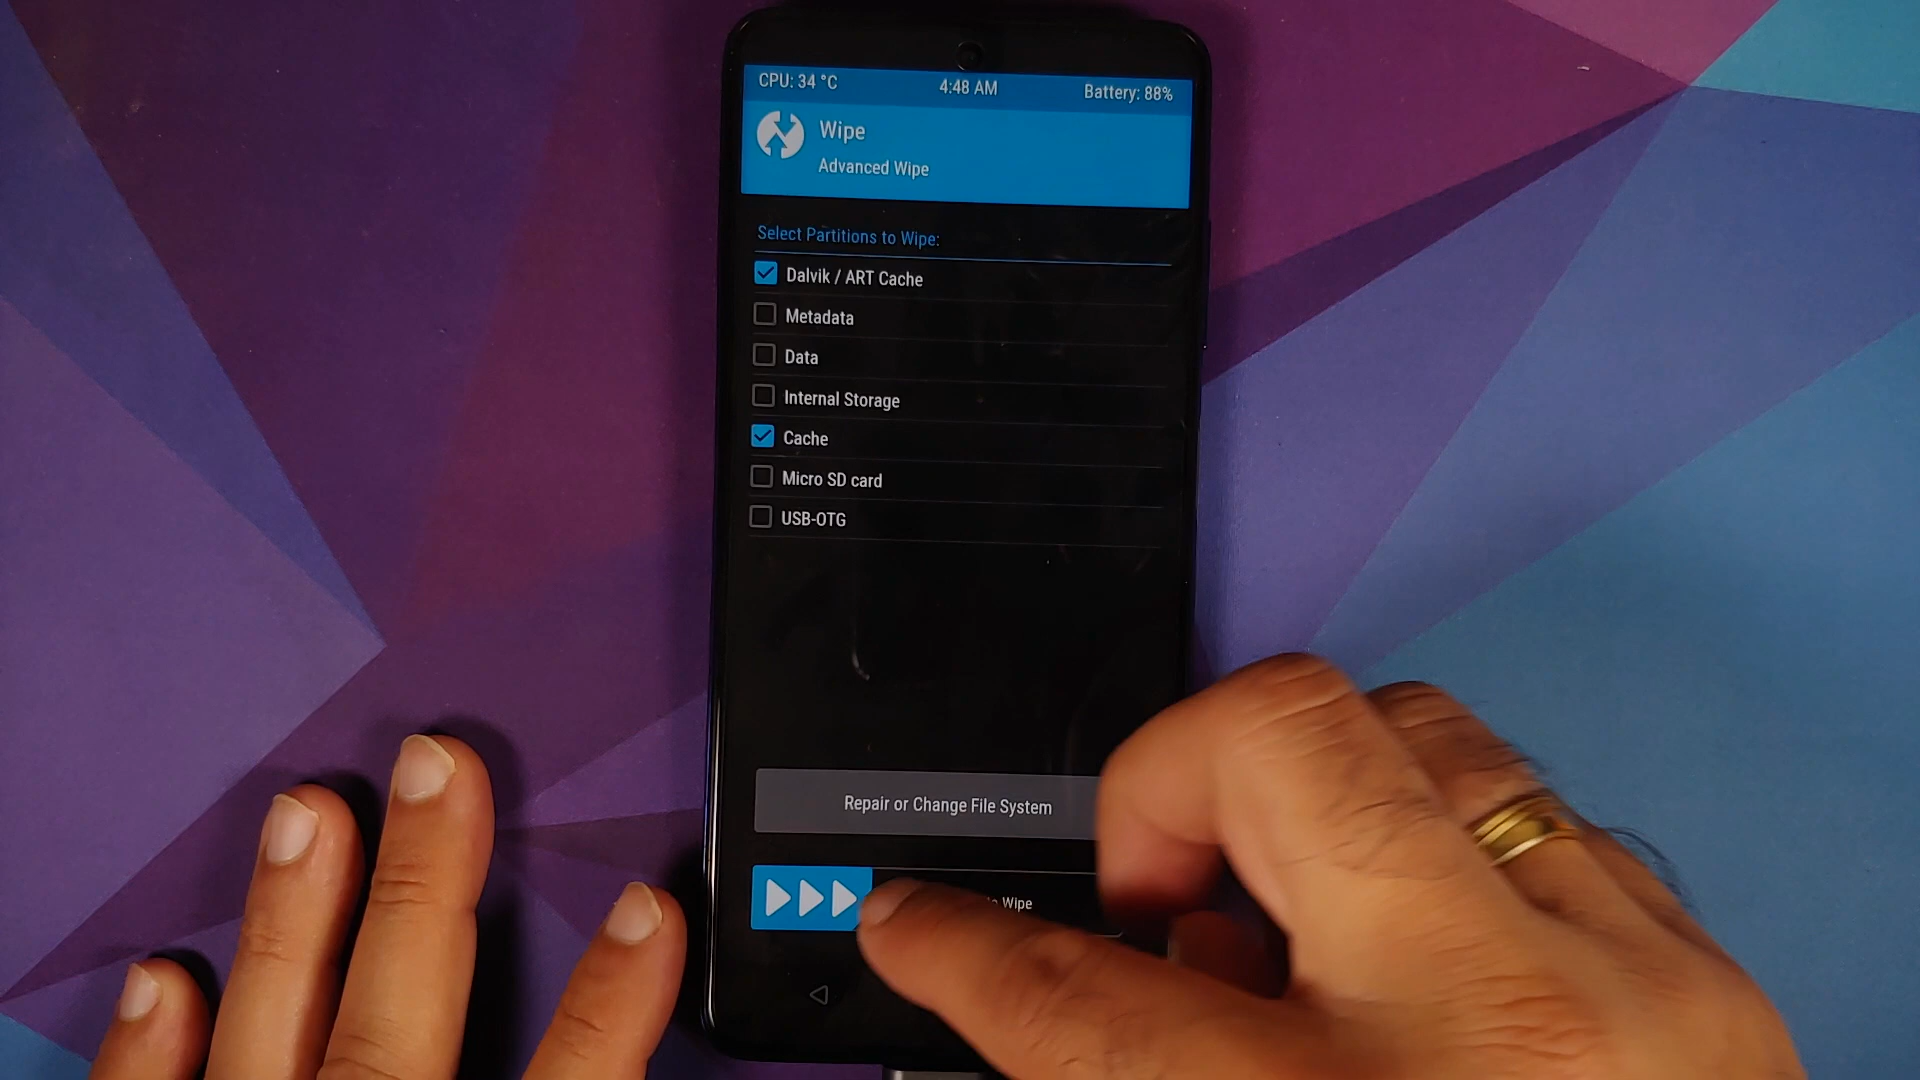 CPU: 34 °C 4:48 AM Battery: 88%
Wipe
Advanced Wipe
Select Partitions to Wipe:
Dalvik / ART Cache
Metadata
Data
Internal Storage
Cache
Micro SD card
USB-OTG
Repair or Change File System
Wipe